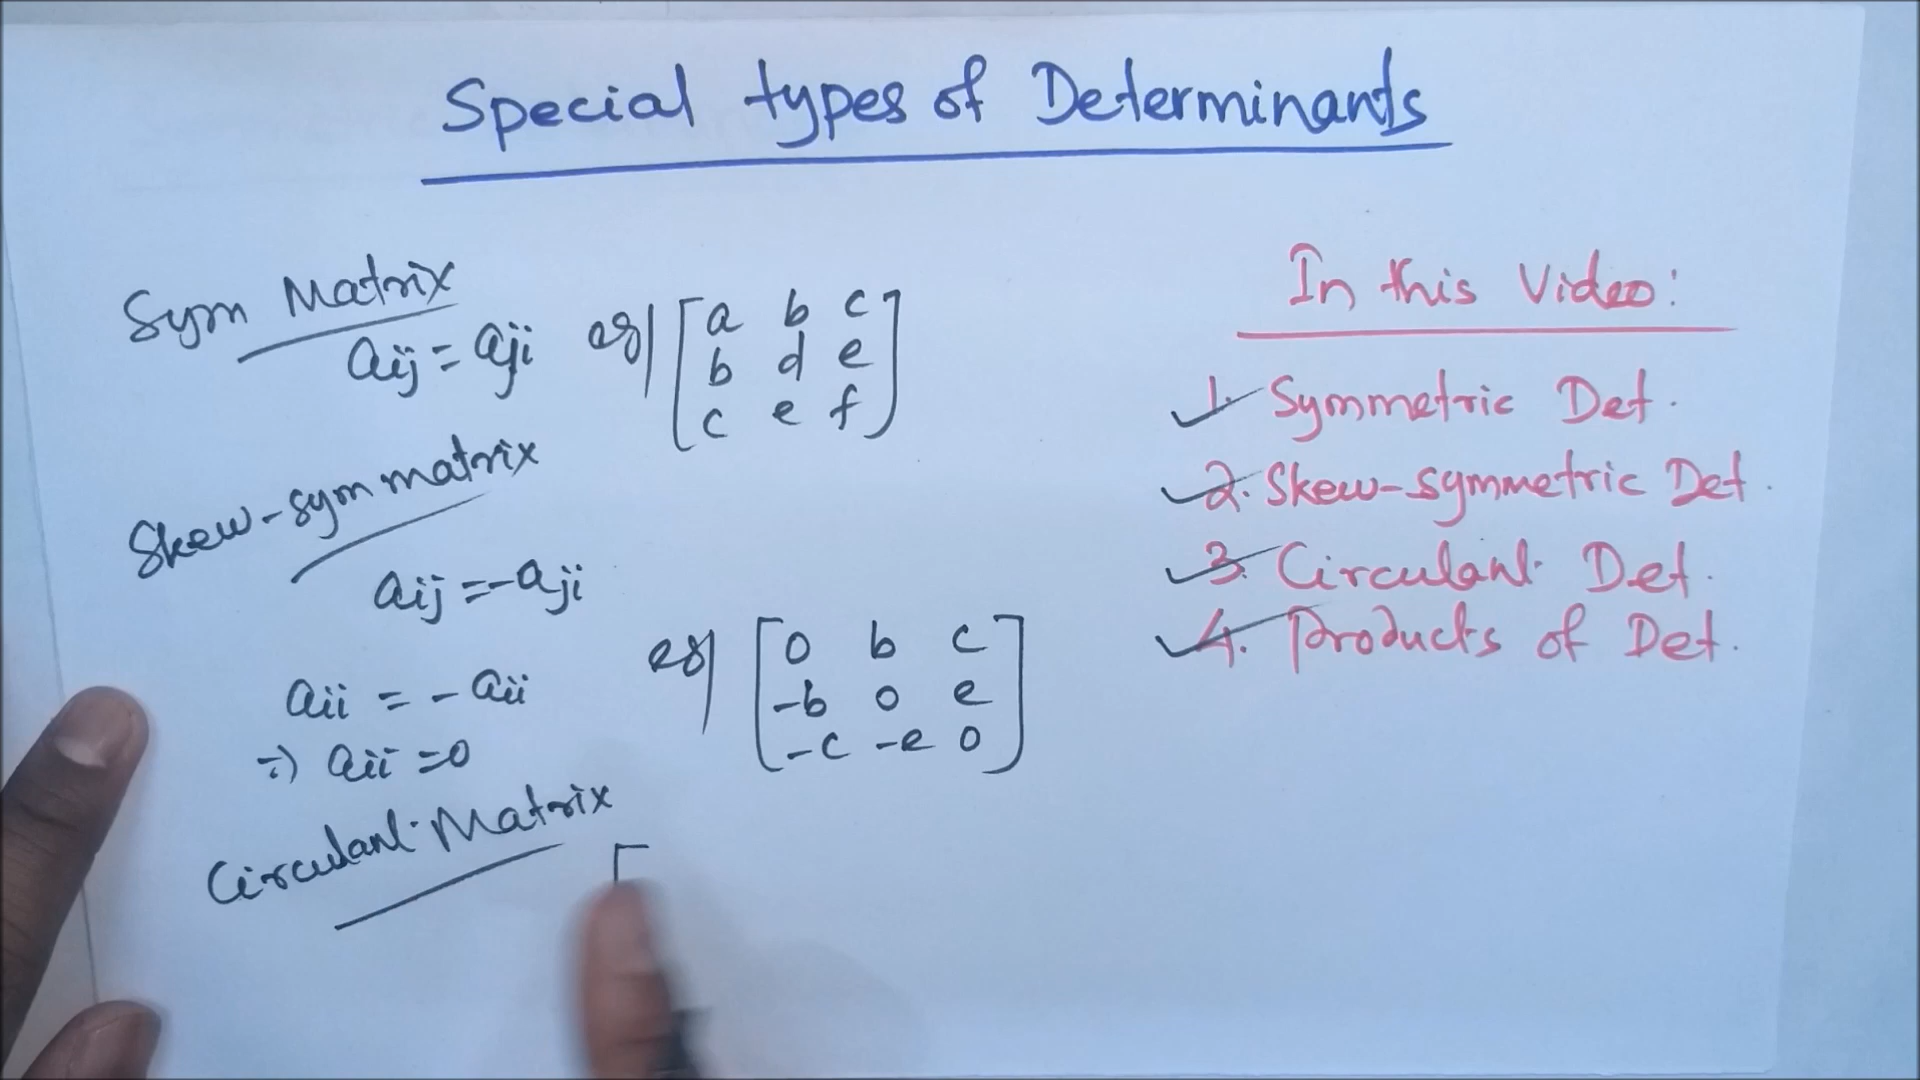 Special types of Determinants
Sym Matrix
aij = aji
eg) [a b c
b d e
c e f]
Skew-sym matrix
aij = -aji
aii = - aii
=) aii = 0
eg) [0 b c
-b 0 e
-c -e 0]
Circulant Matrix
[
In this Video:
1. Symmetric Det.
2. Skew-symmetric Det.
3. Circulant Det.
4. Products of Det.